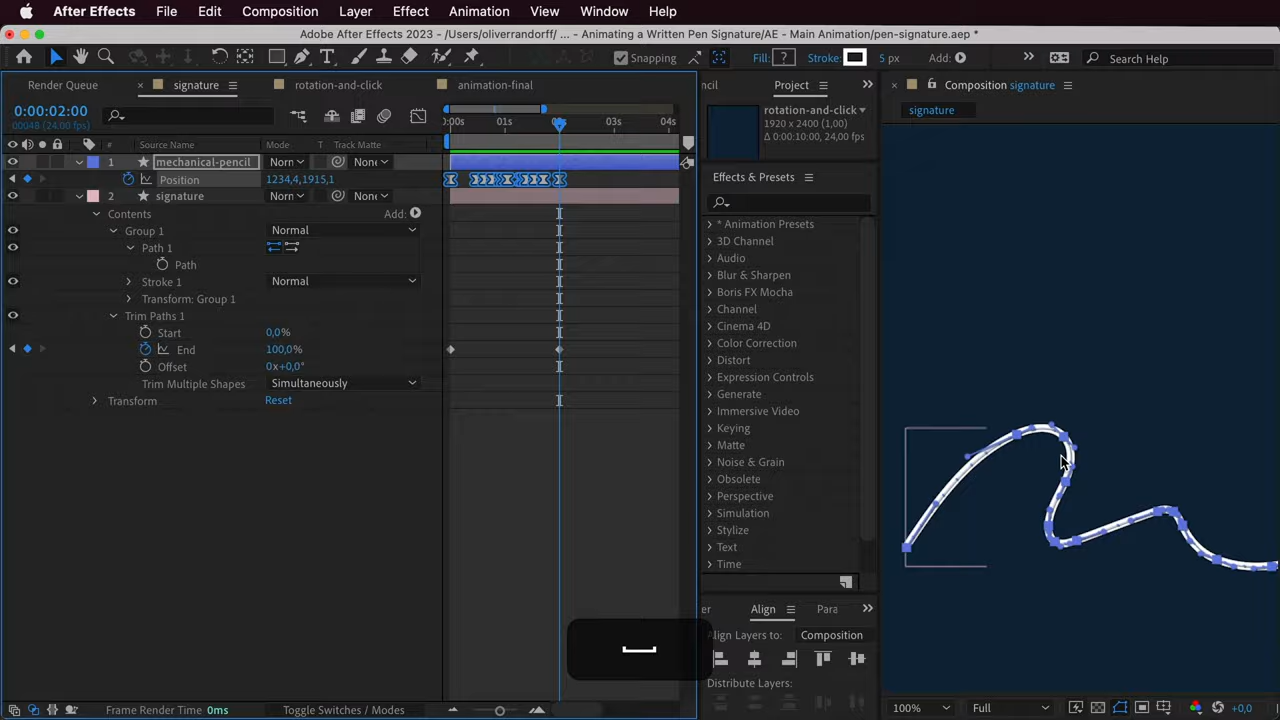 After Effects File Edit Composition Layer Effect Animation View Window Help
Adobe After Effects 2023 - /Users/oliverrandorff/ ... - Animating a Written Pen Signature/AE - Main Animation/pen-signature.aep *
T Snapping Fill: ? Stroke: 5 px Add: Search Help
Render Queue × signature rotation-and-click animation-final
0:00:02:00
00048 (24.00 fps)
:00s 01s 02s 03s 04s
# Source Name Mode T Track Matte
1 mechanical-pencil Norn None
Position 1234,4,1915,1
2 signature Norn None
Contents Add:
Group 1 Normal
Path 1
Path
Stroke 1 Normal
Transform: Group 1
Trim Paths 1
Start 0,0%
End 100,0%
Offset 0x+0,0°
Trim Multiple Shapes Simultaneously
Transform Reset
Frame Render Time 0ms Toggle Switches / Modes
ncil Project
rotation-and-click
1920 x 2400 (1,00)
Δ 0:00:10:00, 24,00 fps
Effects & Presets
* Animation Presets
3D Channel
Audio
Blur & Sharpen
Boris FX Mocha
Channel
Cinema 4D
Color Correction
Distort
Expression Controls
Generate
Immersive Video
Keying
Matte
Noise & Grain
Obsolete
Perspective
Simulation
Stylize
Text
Time
er Align Para
Align Layers to: Composition
Distribute Layers:
× Composition signature
signature
100% Full +0,0